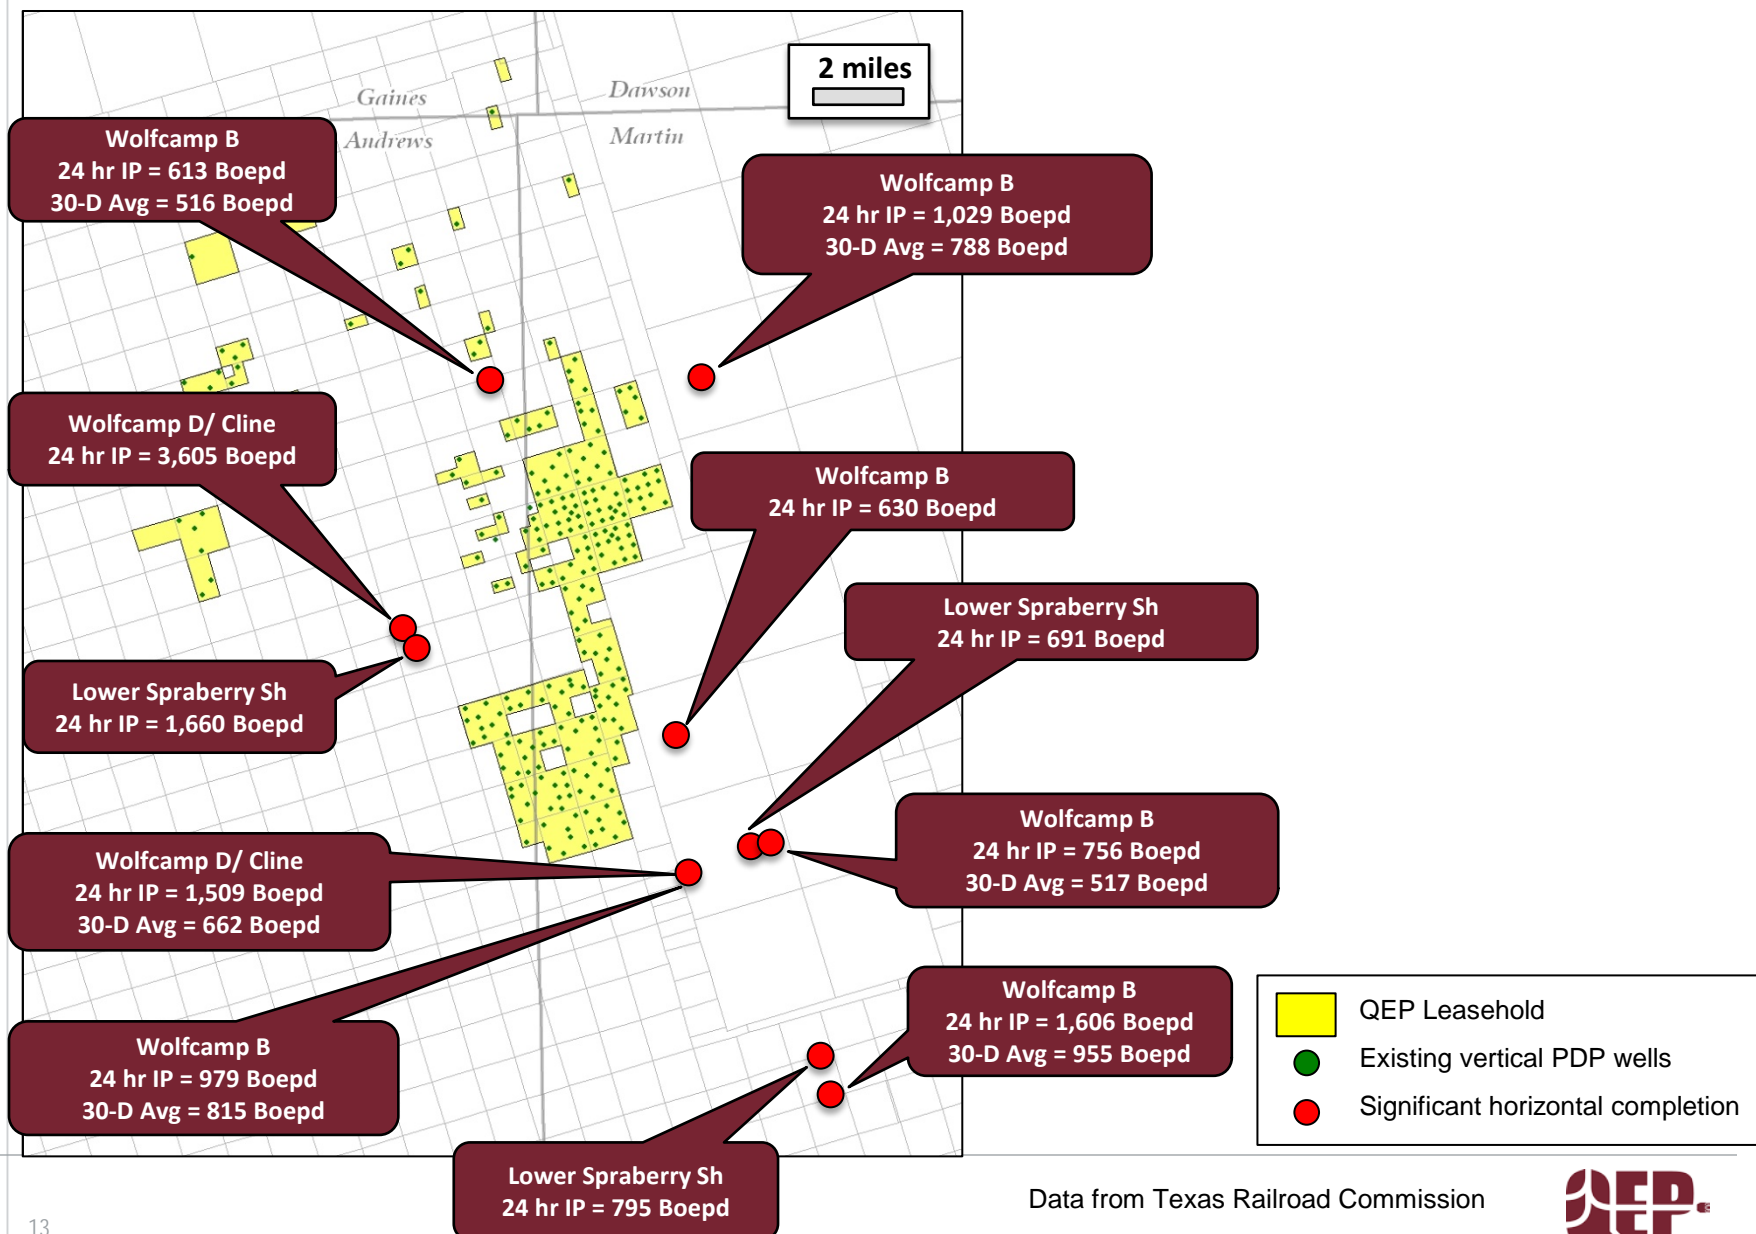 2 miles
Gaines
Dawson
Andrews
Martin
Wolfcamp B
24 hr IP = 613 Boepd
30-D Avg = 516 Boepd
Wolfcamp B
24 hr IP = 1,029 Boepd
30-D Avg = 788 Boepd
Wolfcamp D/ Cline
24 hr IP = 3,605 Boepd
Wolfcamp B
24 hr IP = 630 Boepd
Lower Spraberry Sh
24 hr IP = 691 Boepd
Lower Spraberry Sh
24 hr IP = 1,660 Boepd
Wolfcamp B
24 hr IP = 756 Boepd
30-D Avg = 517 Boepd
Wolfcamp D/ Cline
24 hr IP = 1,509 Boepd
30-D Avg = 662 Boepd
Wolfcamp B
24 hr IP = 1,606 Boepd
30-D Avg = 955 Boepd
Wolfcamp B
24 hr IP = 979 Boepd
30-D Avg = 815 Boepd
Lower Spraberry Sh
24 hr IP = 795 Boepd
QEP Leasehold
Existing vertical PDP wells
Significant horizontal completion
Data from Texas Railroad Commission
13
QEP